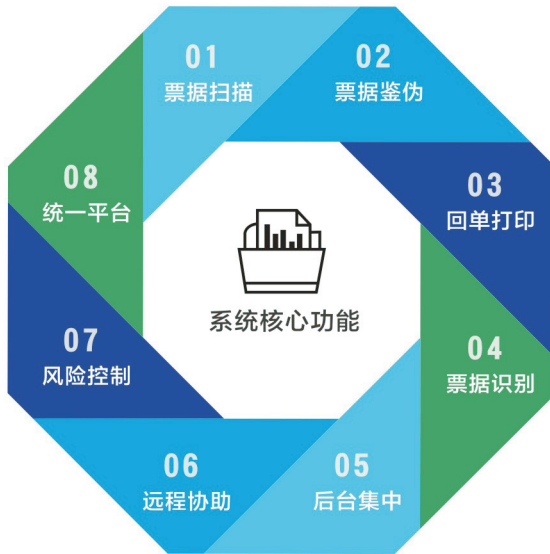 01
票据扫描
02
票据鉴伪
03
回单打印
04
票据识别
05
后台集中
06
远程协助
07
风险控制
08
统一平台
系统核心功能